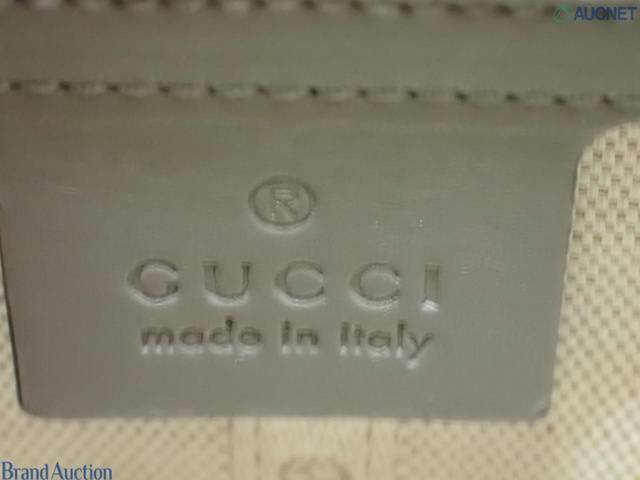 AUCNET
®
GUCCI
made in italy
Brand Auction